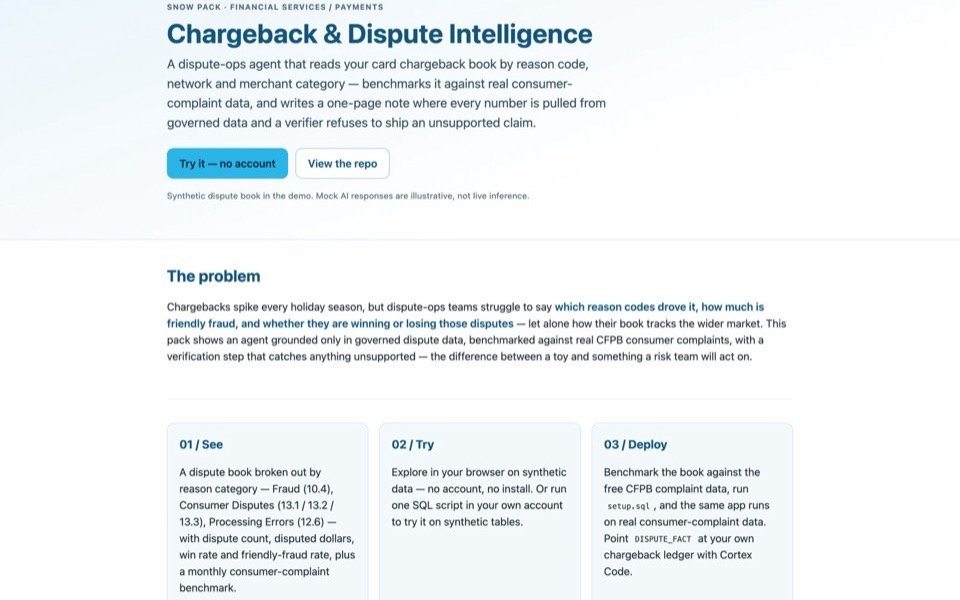 SNOW PACK · FINANCIAL SERVICES / PAYMENTS
Chargeback & Dispute Intelligence
A dispute-ops agent that reads your card chargeback book by reason code,
network and merchant category — benchmarks it against real consumer-
complaint data, and writes a one-page note where every number is pulled from
governed data and a verifier refuses to ship an unsupported claim.
Try it — no account
View the repo
Synthetic dispute book in the demo. Mock AI responses are illustrative, not live inference.
The problem
Chargebacks spike every holiday season, but dispute-ops teams struggle to say which reason codes drove it, how much is
friendly fraud, and whether they are winning or losing those disputes — let alone how their book tracks the wider market. This
pack shows an agent grounded only in governed dispute data, benchmarked against real CFPB consumer complaints, with a
verification step that catches anything unsupported — the difference between a toy and something a risk team will act on.
01 / See
A dispute book broken out by
reason category — Fraud (10.4),
Consumer Disputes (13.1 / 13.2 /
13.3), Processing Errors (12.6) —
with dispute count, disputed dollars,
win rate and friendly-fraud rate, plus
a monthly consumer-complaint
benchmark.
02 / Try
Explore in your browser on synthetic
data — no account, no install. Or run
one SQL script in your own account
to try it on synthetic tables.
03 / Deploy
Benchmark the book against the
free CFPB complaint data, run
setup.sql , and the same app runs
on real consumer-complaint data.
Point DISPUTE_FACT at your own
chargeback ledger with Cortex
Code.